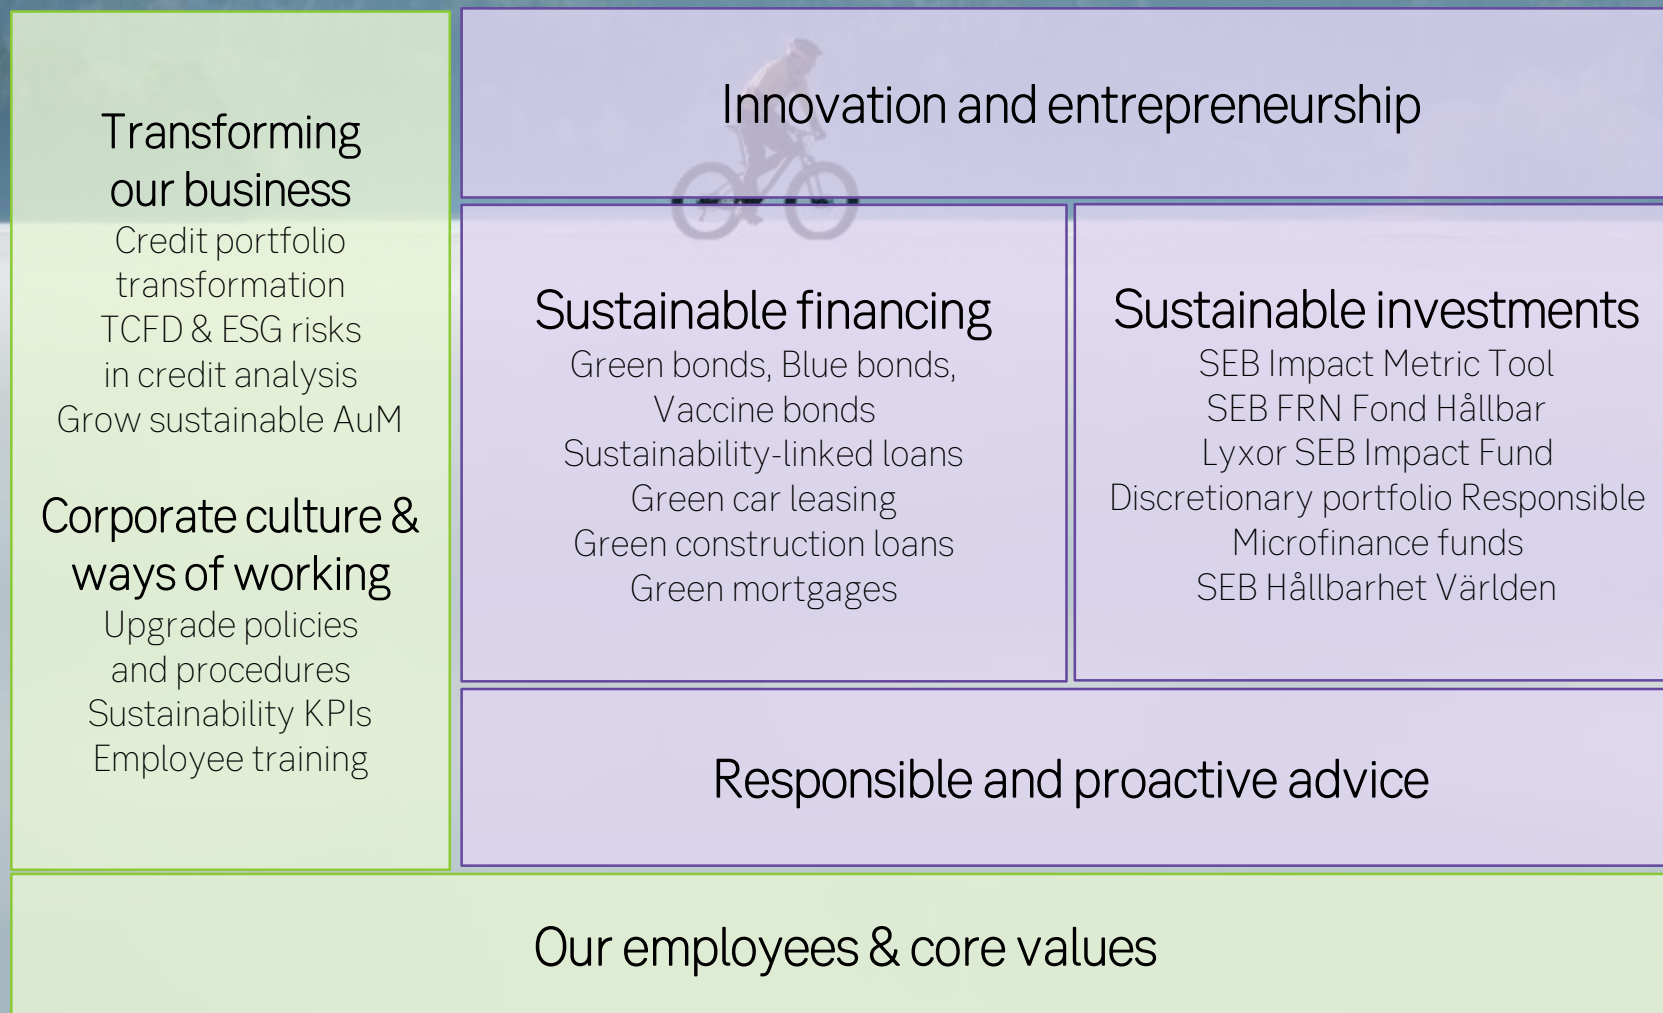 Transforming
our business
Credit portfolio
transformation
TCFD & ESG risks
in credit analysis
Grow sustainable AuM
Corporate culture &
ways of working
Upgrade policies
and procedures
Sustainability KPIs
Employee training
Innovation and entrepreneurship
Sustainable financing
Green bonds, Blue bonds,
Vaccine bonds
Sustainability-linked loans
Green car leasing
Green construction loans
Green mortgages
Sustainable investments
SEB Impact Metric Tool
SEB FRN Fond Hållbar
Lyxor SEB Impact Fund
Discretionary portfolio Responsible
Microfinance funds
SEB Hållbarhet Världen
Responsible and proactive advice
Our employees & core values